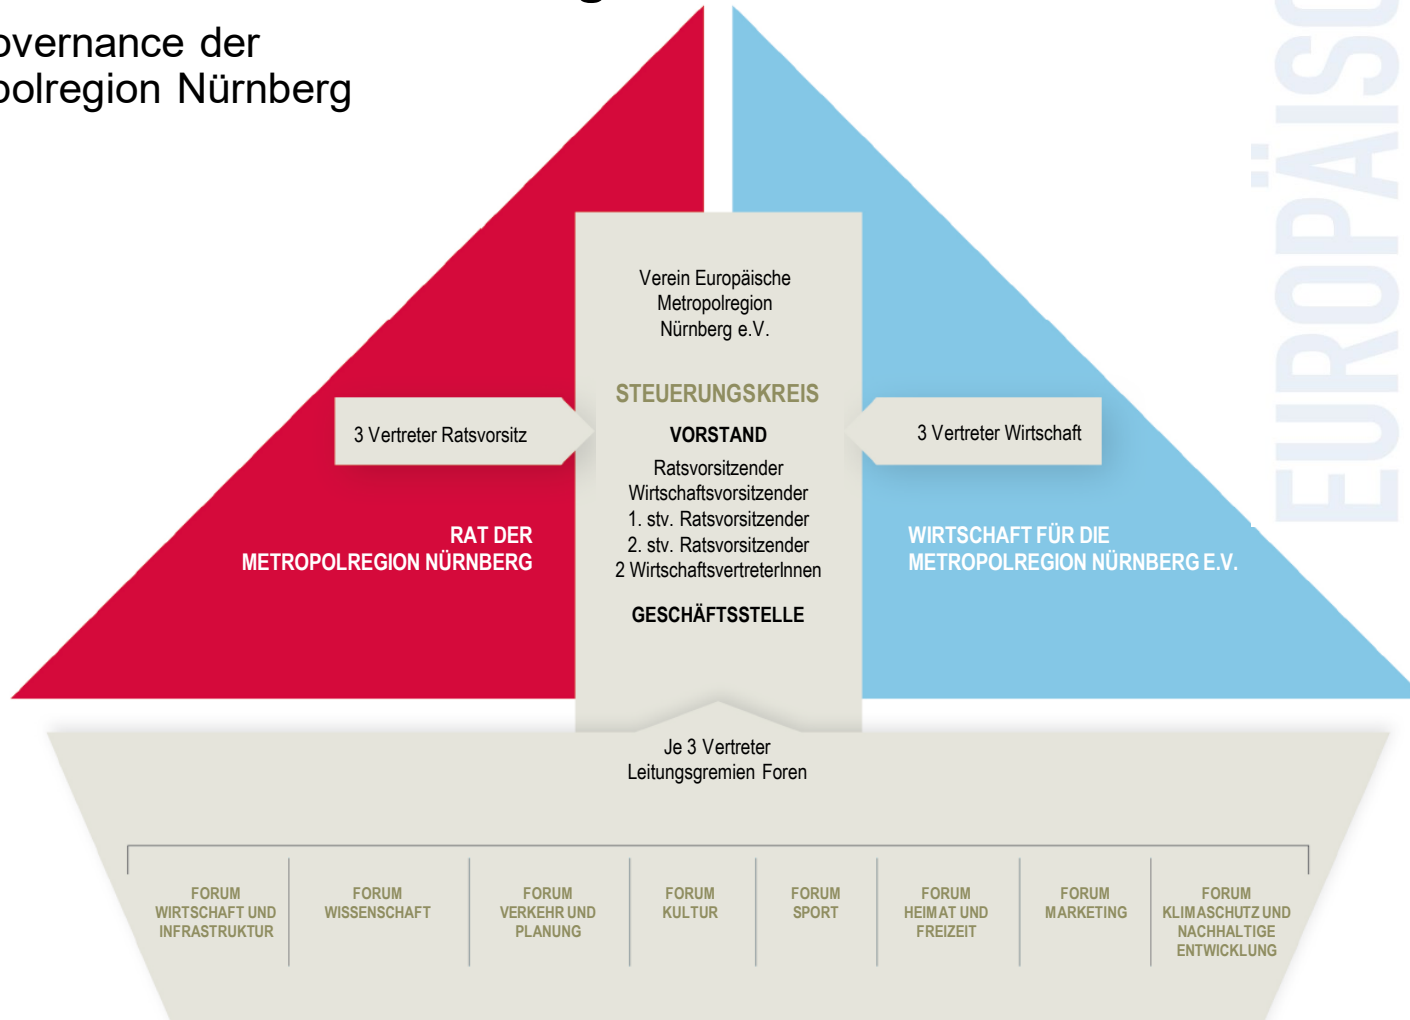 overnance der
polregion Nürnberg
EUROPÄISC
Verein Europäische
Metropolregion
Nürnberg e.V.
STEUERUNGSKREIS
3 Vertreter Ratsvorsitz
VORSTAND
3 Vertreter Wirtschaft
Ratsvorsitzender
Wirtschaftsvorsitzender
1. stv. Ratsvorsitzender
2. stv. Ratsvorsitzender
2 WirtschaftsvertreterInnen
RAT DER
METROPOLREGION NÜRNBERG
WIRTSCHAFT FÜR DIE
METROPOLREGION NÜRNBERG E.V.
GESCHÄFTSSTELLE
Je 3 Vertreter
Leitungsgremien Foren
FORUM
WIRTSCHAFT UND
INFRASTRUKTUR
FORUM
WISSENSCHAFT
FORUM
VERKEHR UND
PLANUNG
FORUM
KULTUR
FORUM
SPORT
FORUM
HEIMAT UND
FREIZEIT
FORUM
MARKETING
FORUM
KLIMASCHUTZ UND
NACHHALTIGE
ENTWICKLUNG